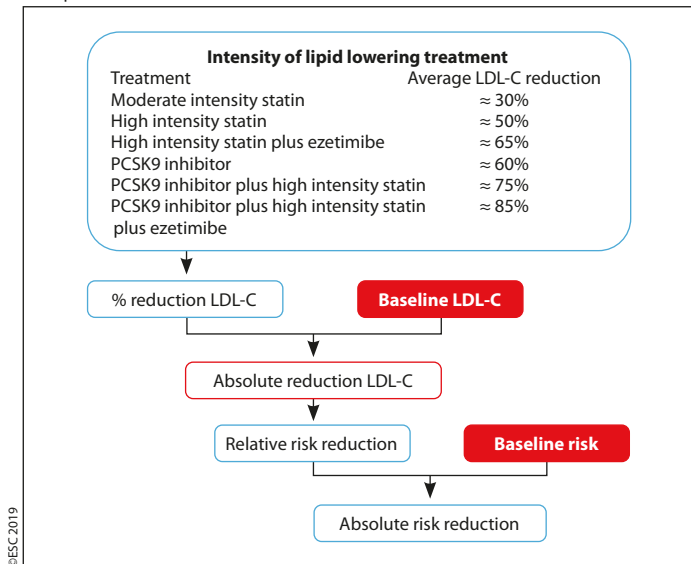 Intensity of lipid lowering treatment
Treatment Average LDL-C reduction
Moderate intensity statin ≈ 30%
High intensity statin ≈ 50%
High intensity statin plus ezetimibe ≈ 65%
PCSK9 inhibitor ≈ 60%
PCSK9 inhibitor plus high intensity statin ≈ 75%
PCSK9 inhibitor plus high intensity statin ≈ 85%
plus ezetimibe
% reduction LDL-C Baseline LDL-C
Absolute reduction LDL-C
Relative risk reduction Baseline risk
Absolute risk reduction
©ESC 2019